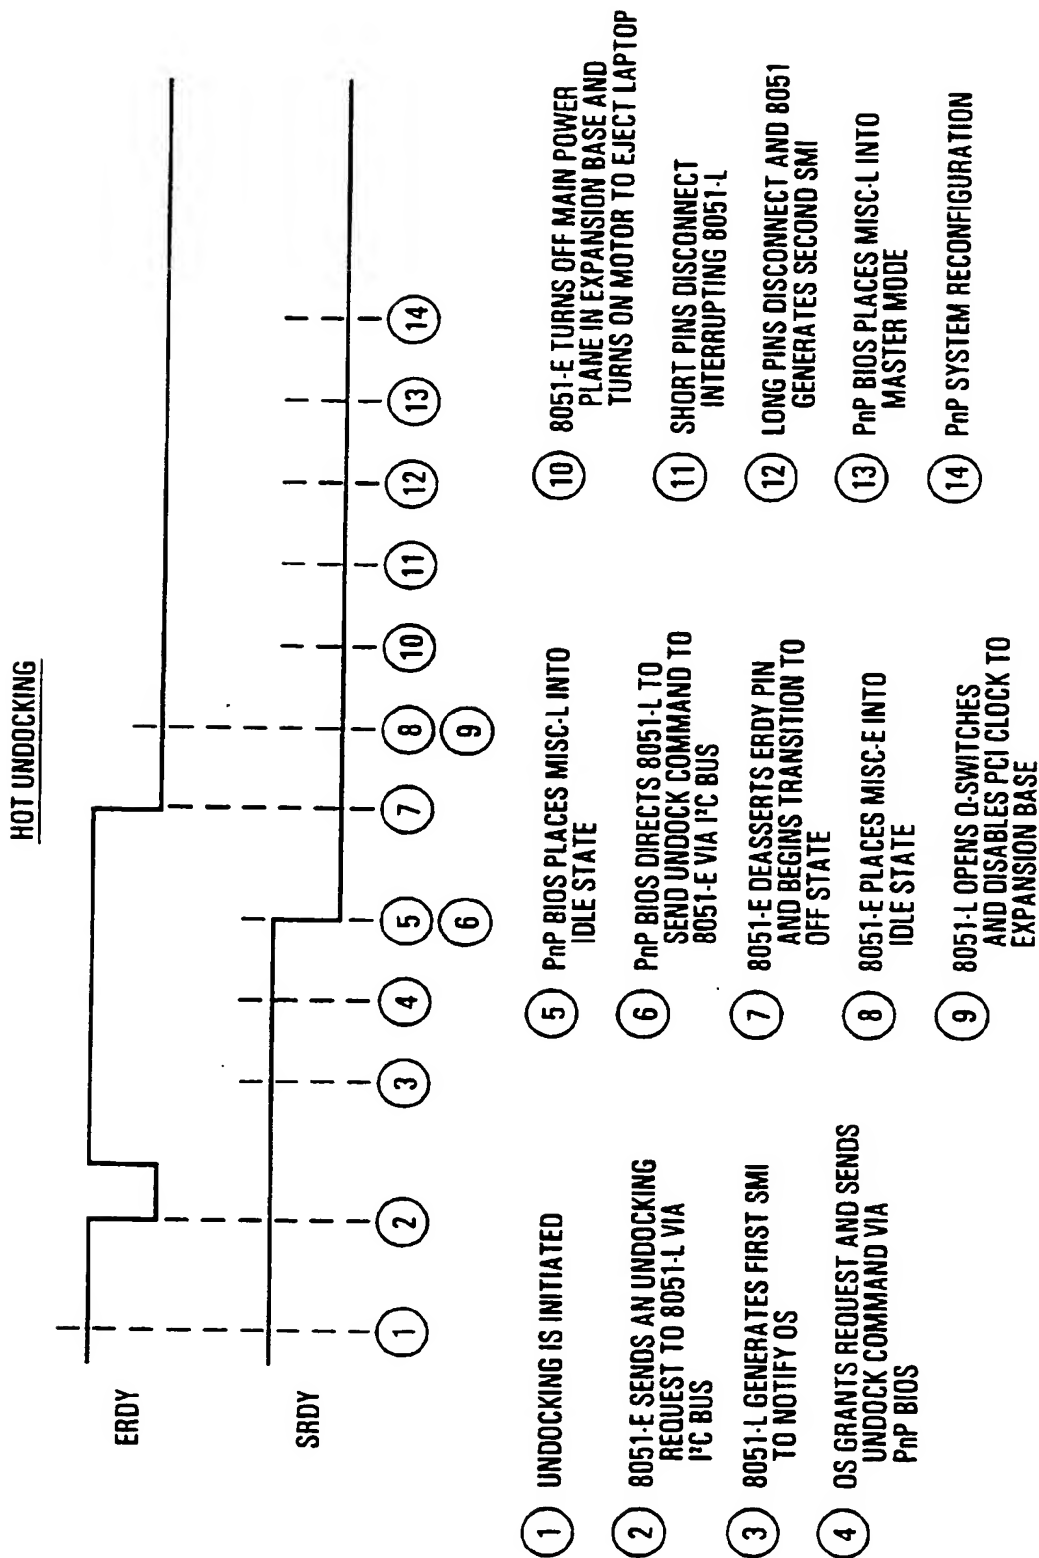 HOT UNDOCKING
ERDY
SRDY
1
2
3
4
5
6
7
8
9
10
11
12
13
14
1 UNDOCKING IS INITIATED
2 8051-E SENDS AN UNDOCKING
REQUEST TO 8051-L VIA
I²C BUS
3 8051-L GENERATES FIRST SMI
TO NOTIFY OS
4 OS GRANTS REQUEST AND SENDS
UNDOCK COMMAND VIA
PnP BIOS
5 PnP BIOS PLACES MISC-L INTO
IDLE STATE
6 PnP BIOS DIRECTS 8051-L TO
SEND UNDOCK COMMAND TO
8051-E VIA I²C BUS
7 8051-E DEASSERTS ERDY PIN
AND BEGINS TRANSITION TO
OFF STATE
8 8051-E PLACES MISC-E INTO
IDLE STATE
9 8051-L OPENS Q-SWITCHES
AND DISABLES PCI CLOCK TO
EXPANSION BASE
10 8051-E TURNS OFF MAIN POWER
PLANE IN EXPANSION BASE AND
TURNS ON MOTOR TO EJECT LAPTOP
11 SHORT PINS DISCONNECT
INTERRUPTING 8051-L
12 LONG PINS DISCONNECT AND 8051
GENERATES SECOND SMI
13 PnP BIOS PLACES MISC-L INTO
MASTER MODE
14 PnP SYSTEM RECONFIGURATION